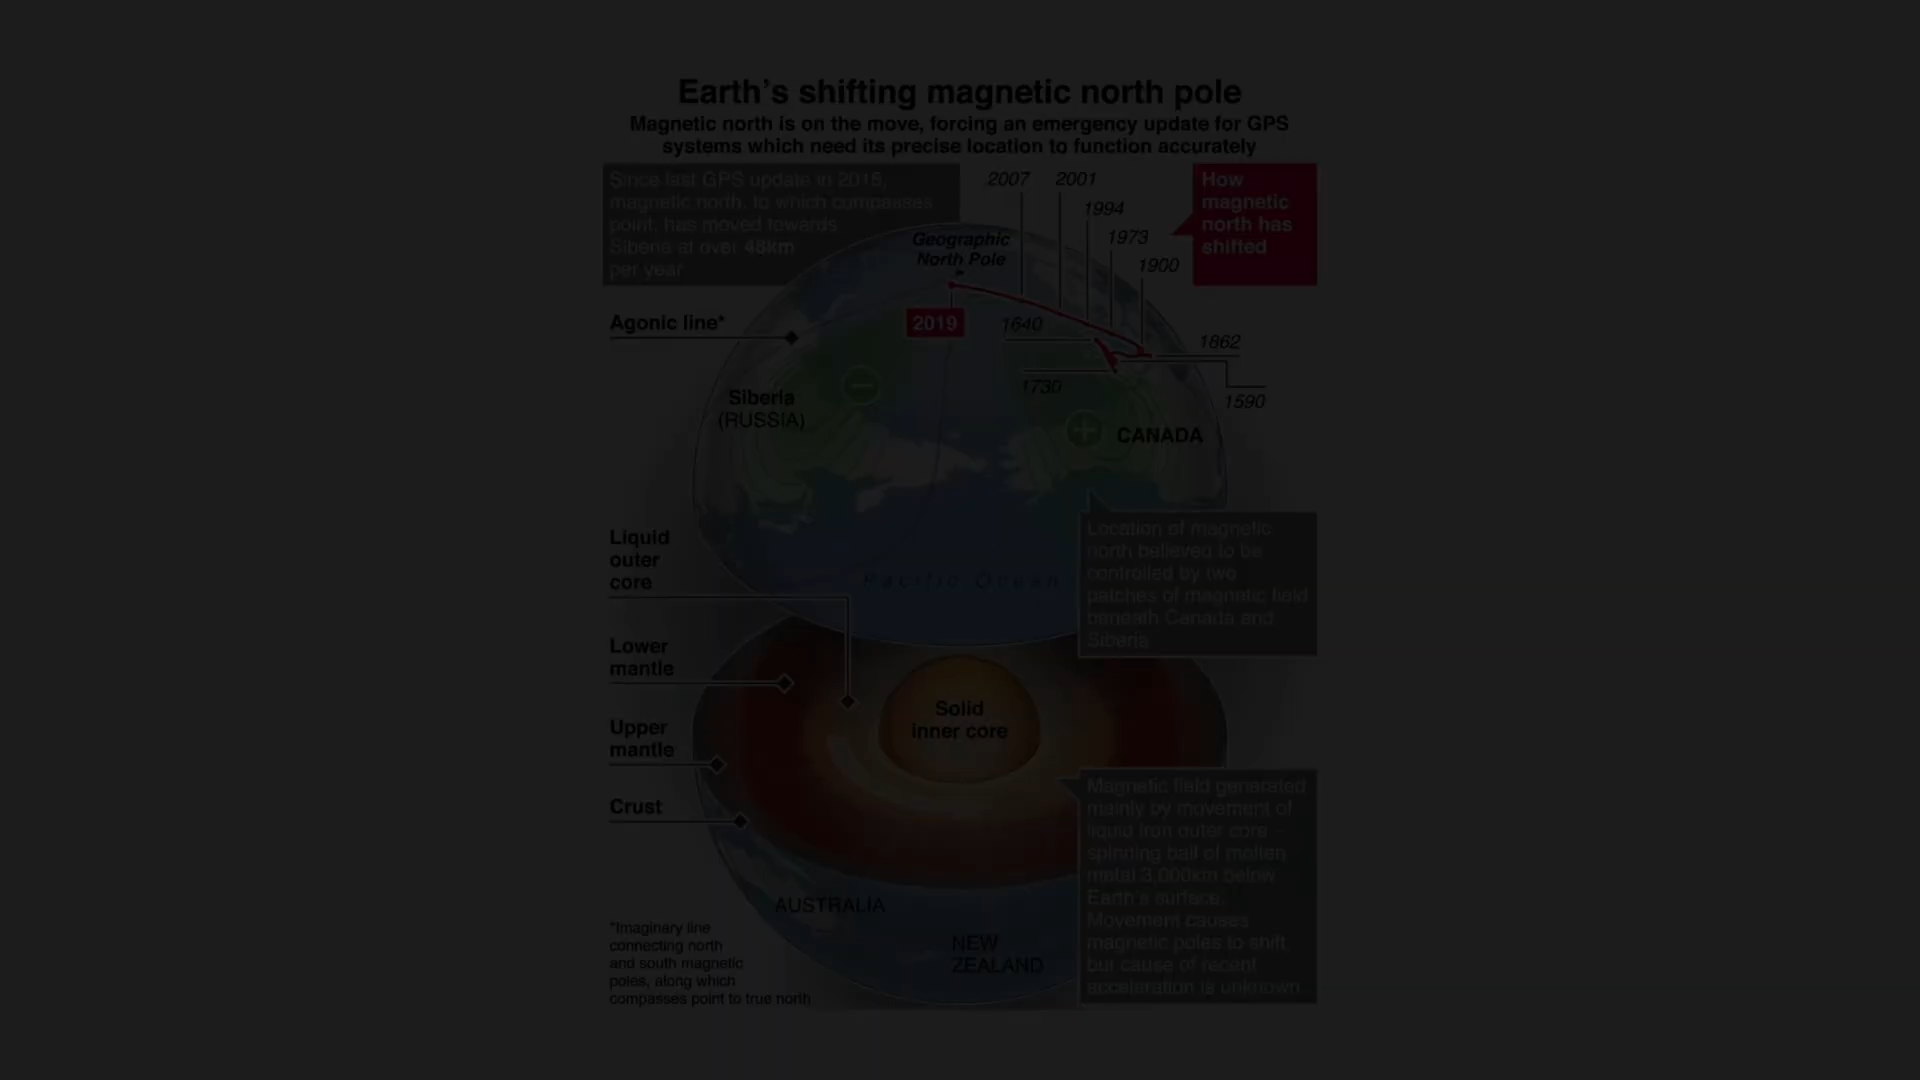 Earth's shifting magnetic north pole
Magnetic north is on the move, forcing an emergency update for GPS
systems which need its precise location to function accurately
Since last GPS update in 2015,
magnetic north, to which compasses
point, has moved towards
Siberia at over 48km
per year
2007
2001
1994
1973
1900
How
magnetic
north has
shifted
Geographic
North Pole
Agonic line*
2019
1640
1862
1730
1590
Siberia
(RUSSIA)
CANADA
Liquid
outer
core
Pacific Ocean
Location of magnetic
north believed to be
controlled by two
patches of magnetic field
beneath Canada and
Siberia
Lower
mantle
Solid
inner core
Upper
mantle
Crust
Magnetic field generated
mainly by movement of
liquid iron outer core –
spinning ball of molten
metal 3,000km below
Earth's surface.
Movement causes
magnetic poles to shift
but cause of recent
acceleration is unknown
AUSTRALIA
NEW
ZEALAND
*Imaginary line
connecting north
and south magnetic
poles, along which
compasses point to true north